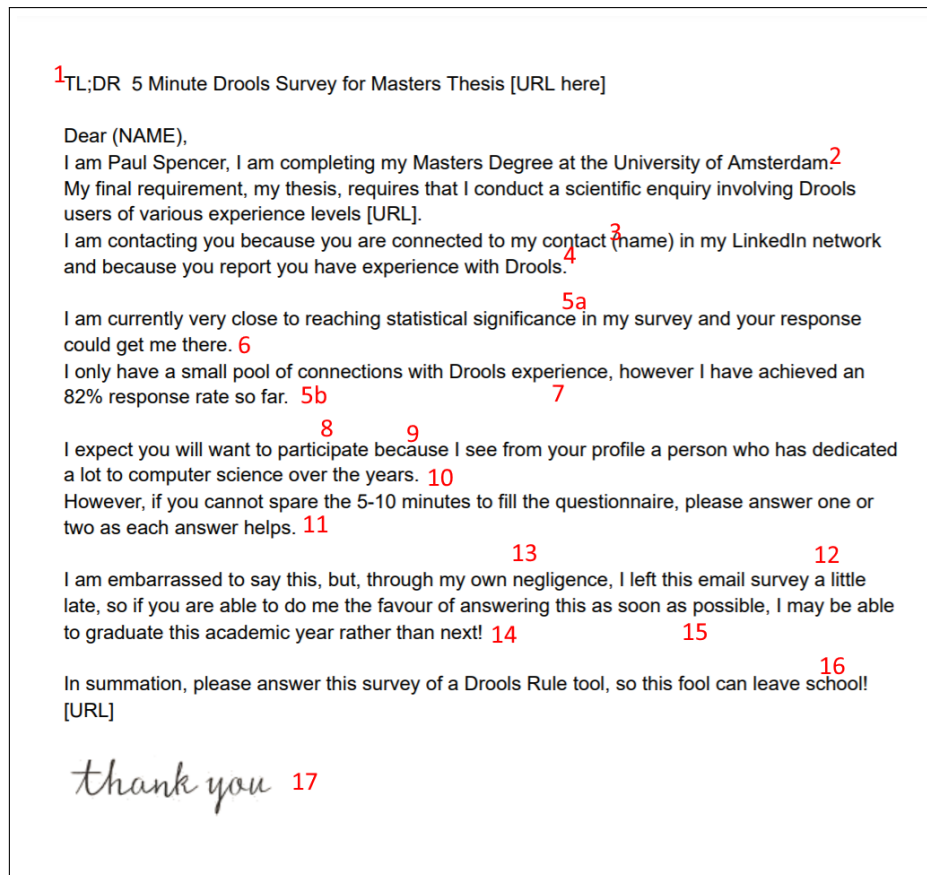 1 TL;DR  5 Minute Drools Survey for Masters Thesis [URL here]
Dear (NAME),
I am Paul Spencer, I am completing my Masters Degree at the University of Amsterdam. 2
My final requirement, my thesis, requires that I conduct a scientific enquiry involving Drools
users of various experience levels [URL].
3
I am contacting you because you are connected to my contact (name) in my LinkedIn network
4
and because you report you have experience with Drools.
5a
I am currently very close to reaching statistical significance in my survey and your response
could get me there. 6
I only have a small pool of connections with Drools experience, however I have achieved an
82% response rate so far. 5b 7
8 9
I expect you will want to participate because I see from your profile a person who has dedicated
a lot to computer science over the years. 10
However, if you cannot spare the 5-10 minutes to fill the questionnaire, please answer one or
two as each answer helps. 11
13 12
I am embarrassed to say this, but, through my own negligence, I left this email survey a little
late, so if you are able to do me the favour of answering this as soon as possible, I may be able
to graduate this academic year rather than next! 14 15
16
In summation, please answer this survey of a Drools Rule tool, so this fool can leave school!
[URL]
thank you 17